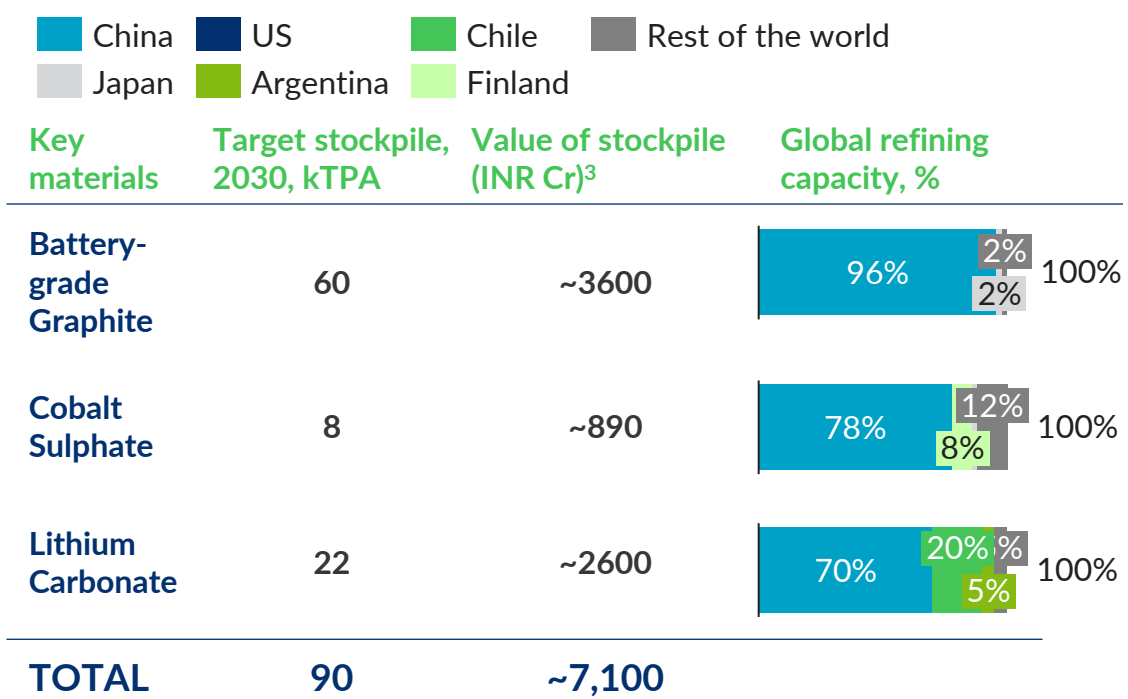 China US Chile Rest of the world
Japan Argentina Finland
Key materials
Target stockpile, 2030, kTPA
Value of stockpile (INR Cr)³
Global refining capacity, %
Battery-
grade
Graphite
60
~3600
96%
2%
2%
100%
Cobalt
Sulphate
8
~890
78%
12%
8%
100%
Lithium
Carbonate
22
~2600
70%
20%
%
5%
100%
TOTAL 90 ~7,100